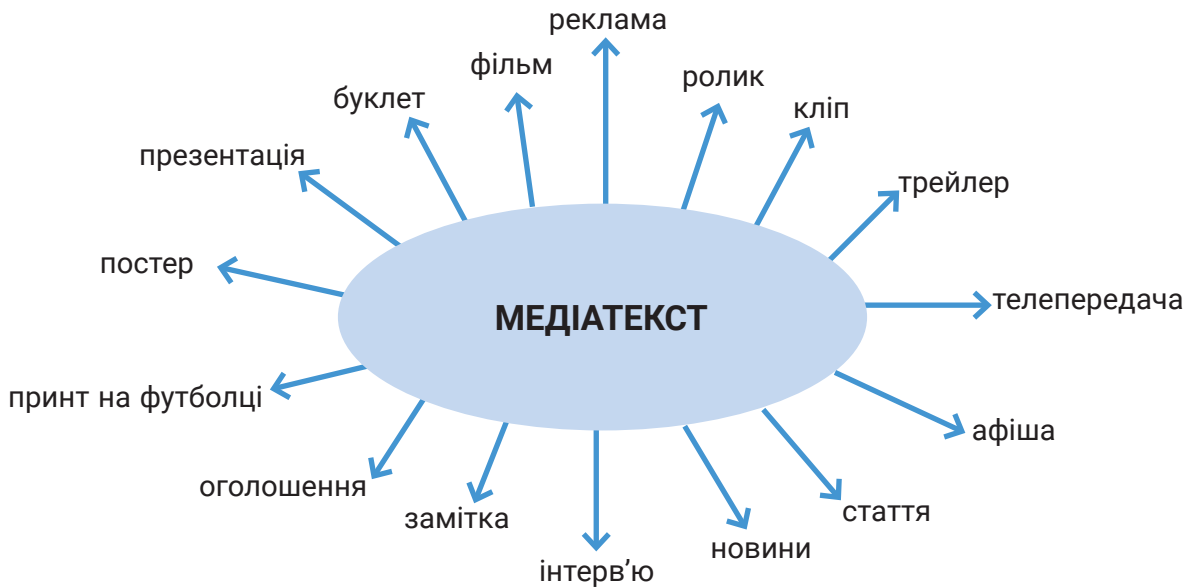 реклама
фільм
ролик
буклет
кліп
презентація
трейлер
постер
телепередача
МЕДІАТЕКСТ
принт на футболці
афіша
оголошення
замітка
стаття
новини
інтерв’ю